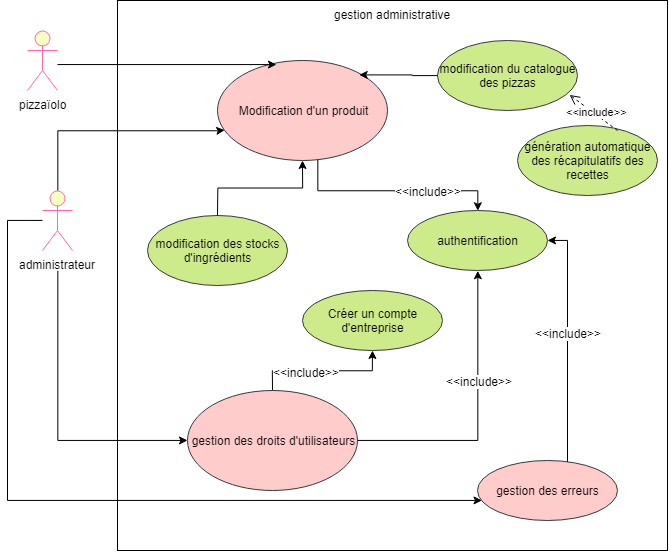 gestion administrative
pizzaïolo
modification du catalogue
des pizzas
Modification d'un produit
<<include>>
génération automatique
des récapitulatifs des
recettes
<<include>>
modification des stocks
d'ingrédients
authentification
administrateur
Créer un compte
d'entreprise
<<include>>
<<include>>
<<include>>
gestion des droits d'utilisateurs
gestion des erreurs